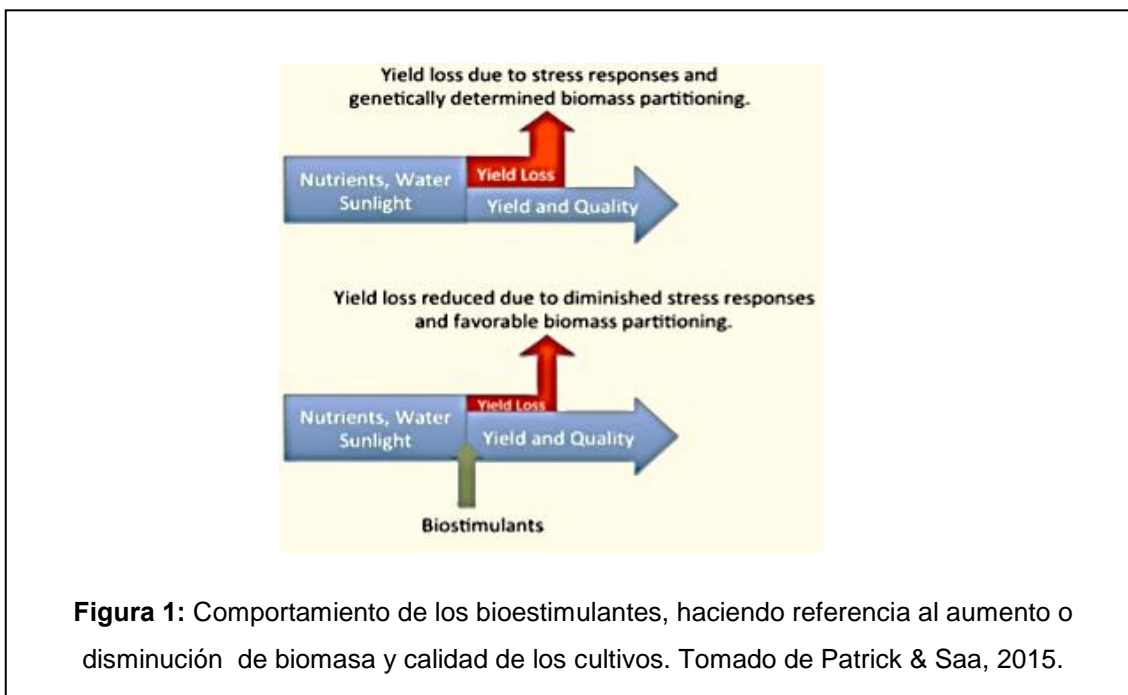 Yield loss due to stress responses and
genetically determined biomass partitioning.
Yield Loss
Nutrients, Water
Sunlight
Yield and Quality
Yield loss reduced due to diminished stress responses
and favorable biomass partitioning.
Yield Loss
Nutrients, Water
Sunlight
Yield and Quality
Biostimulants
Figura 1: Comportamiento de los bioestimulantes, haciendo referencia al aumento o
disminución de biomasa y calidad de los cultivos. Tomado de Patrick & Saa, 2015.